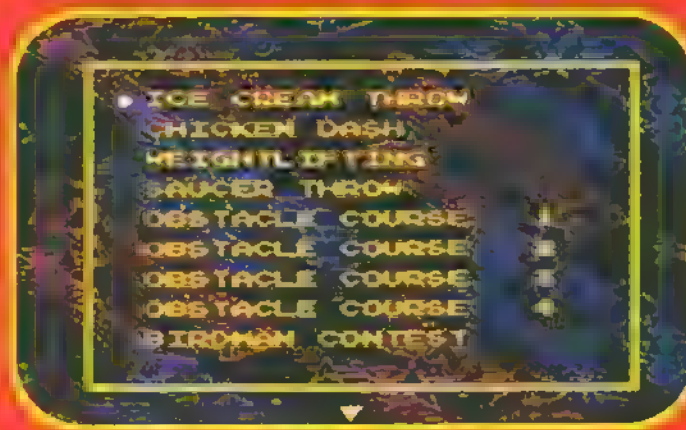 ICE CREAM THROW
CHICKEN DASH
WEIGHTLIFTING
SAUCER THROW
OBSTACLE COURSE
OBSTACLE COURSE
OBSTACLE COURSE
OBSTACLE COURSE
BIRDMAN CONTEST